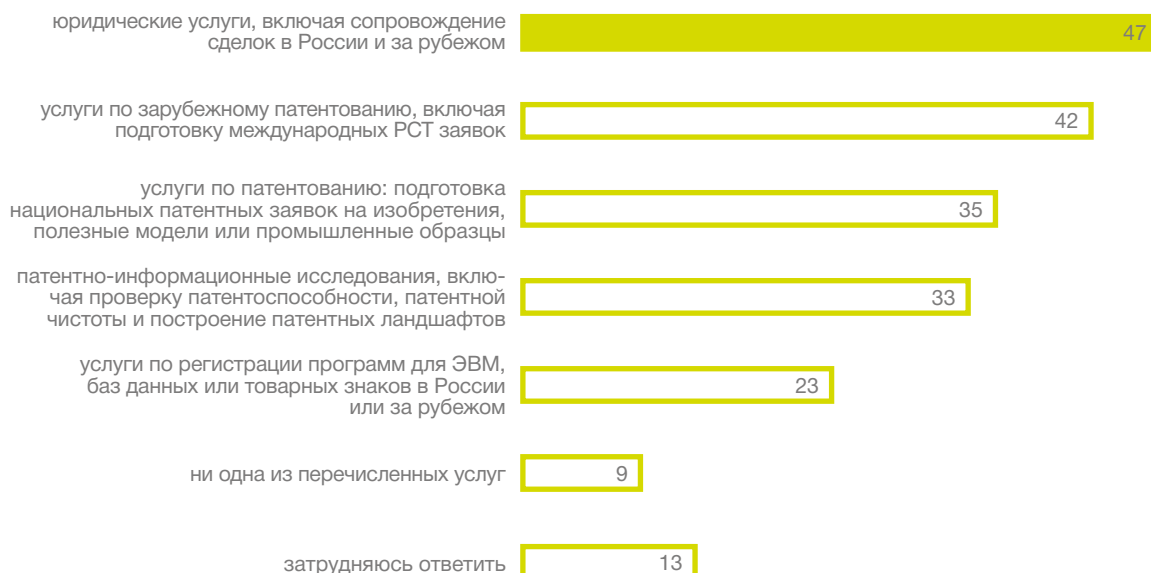 юридические услуги, включая сопровождение
сделок в России и за рубежом
47
услуги по зарубежному патентованию, включая
подготовку международных РСТ заявок
42
услуги по патентованию: подготовка
национальных патентных заявок на изобретения,
полезные модели или промышленные образцы
35
патентно-информационные исследования, вклю-
чая проверку патентоспособности, патентной
чистоты и построение патентных ландшафтов
33
услуги по регистрации программ для ЭВМ,
баз данных или товарных знаков в России
или за рубежом
23
ни одна из перечисленных услуг
9
затрудняюсь ответить
13